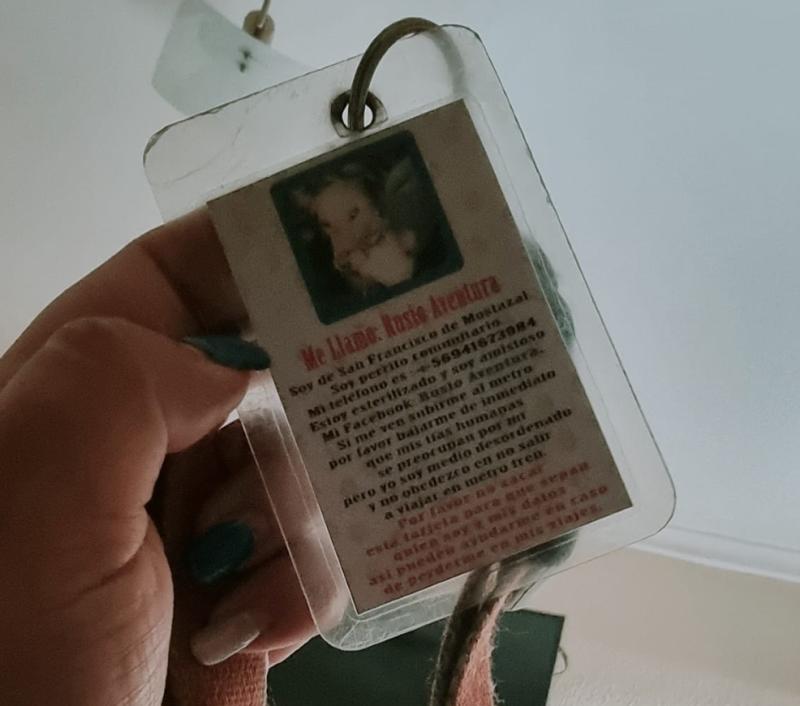 Me Llamo: Rusio Aventura
Soy de San Francisco de Mostazal
Soy perrito comunitario.
Mi teléfono es :+56941673984
Estoy esterilizado y soy amistoso
Mi Facebook: Rusio Aventura.
Si me ven subirme al metro
por favor bajarme de inmediato
que mis tías humanas
se preocupan por mi
pero yo soy medio desordenado
y no obedezco en no salir
a viajar en metro tren.
Por favor no sacar
esta tarjeta para que sepan
quien soy y mis datos
asi pueden ayudarme en caso
de perderme en mis viajes.